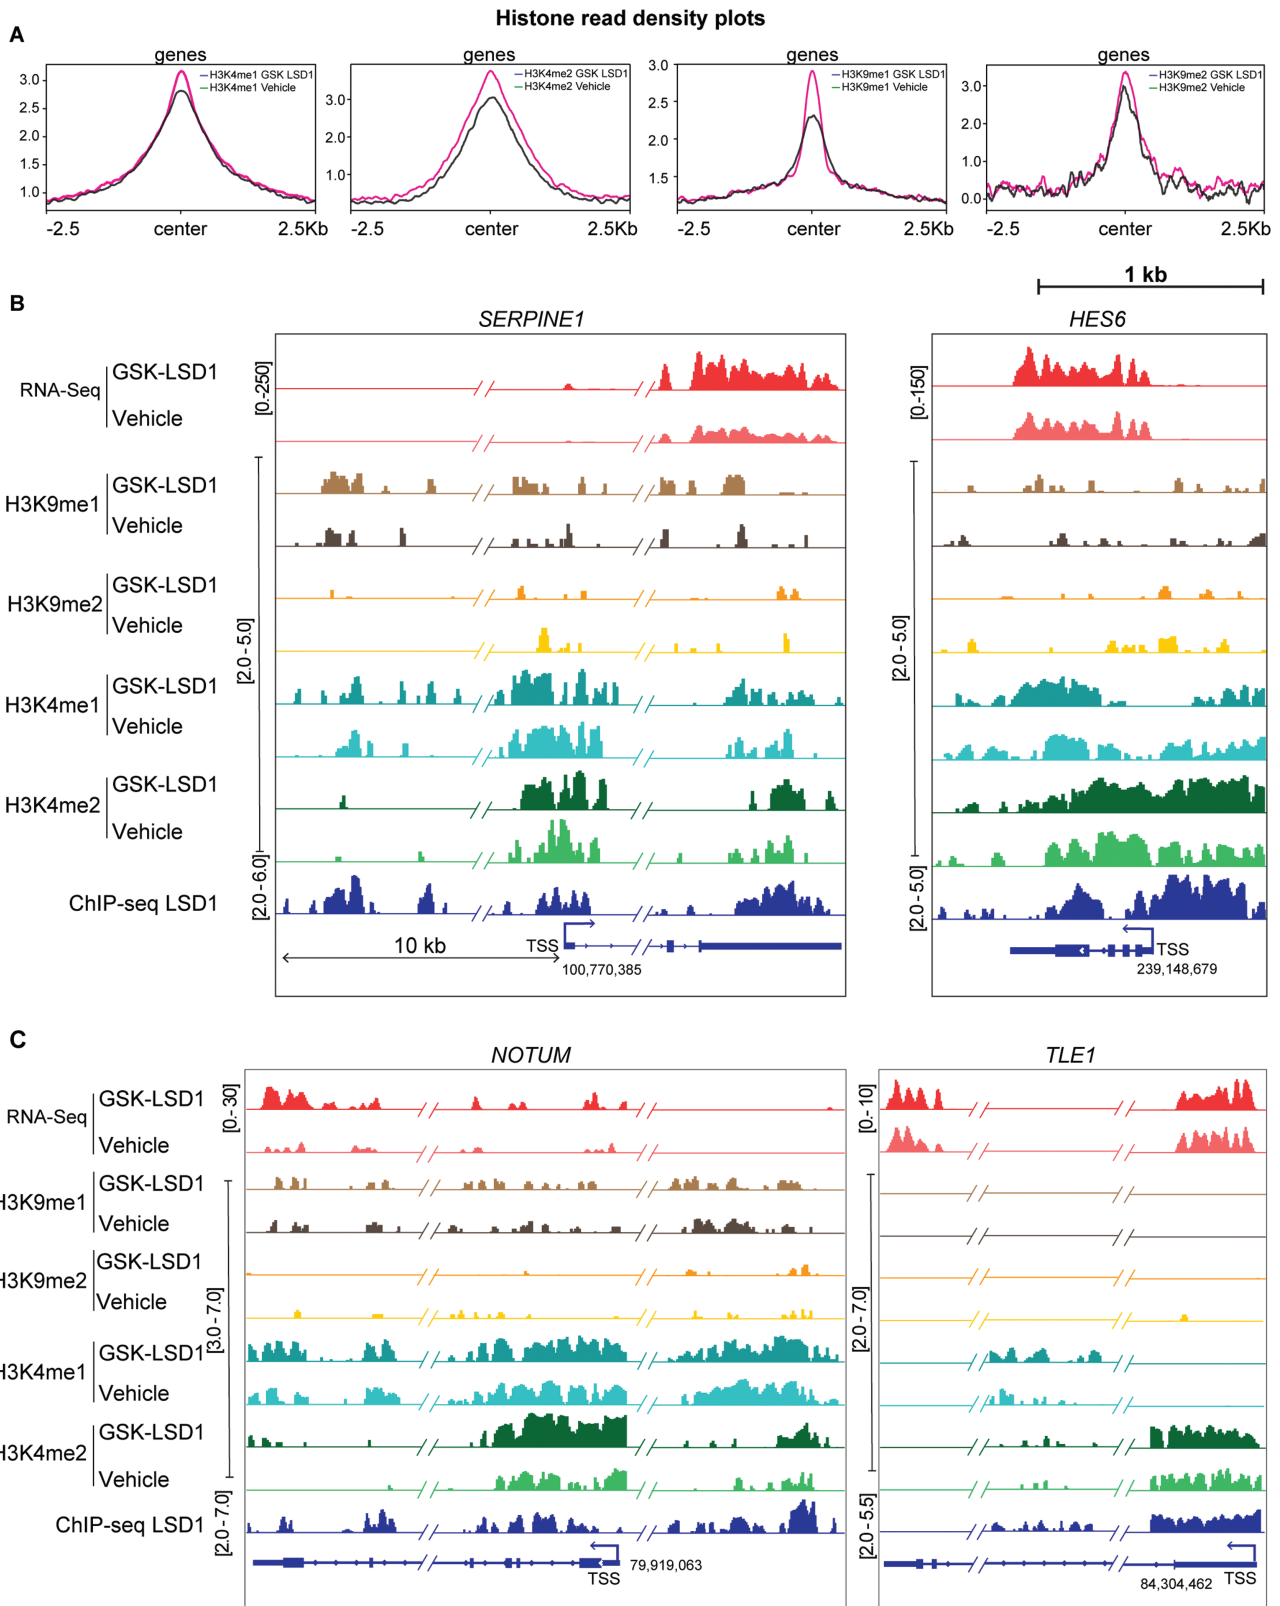 Histone read density plots
A
genes genes genes genes
H3K4me1 GSK LSD1
H3K4me1 Vehicle
3.0
2.5
2.0
1.5
1.0
-2.5 center 2.5Kb
H3K4me2 GSK LSD1
H3K4me2 Vehicle
3.0
2.0
1.0
-2.5 center 2.5Kb
H3K9me1 GSK LSD1
H3K9me1 Vehicle
3.0
2.5
2.0
1.5
-2.5 center 2.5Kb
H3K9me2 GSK LSD1
H3K9me2 Vehicle
3.0
2.0
1.0
0.0
-2.5 center 2.5Kb
1 kb
B
SERPINE1 HES6
RNA-Seq
GSK-LSD1
Vehicle
[0.-250]
[0.-150]
H3K9me1
GSK-LSD1
Vehicle
H3K9me2
GSK-LSD1
Vehicle
[2.0 - 5.0]
[2.0 - 5.0]
H3K4me1
GSK-LSD1
Vehicle
H3K4me2
GSK-LSD1
Vehicle
ChIP-seq LSD1
[2.0 - 6.0]
[2.0 - 5.0]
10 kb
TSS
100,770,385
TSS
239,148,679
C
NOTUM TLE1
RNA-Seq
GSK-LSD1
Vehicle
[0.- 30]
[0.- 10]
H3K9me1
GSK-LSD1
Vehicle
H3K9me2
GSK-LSD1
Vehicle
[3.0 - 7.0]
[2.0 - 7.0]
H3K4me1
GSK-LSD1
Vehicle
H3K4me2
GSK-LSD1
Vehicle
ChIP-seq LSD1
[2.0 - 7.0]
[2.0 - 5.5]
79,919,063
TSS
84,304,462
TSS